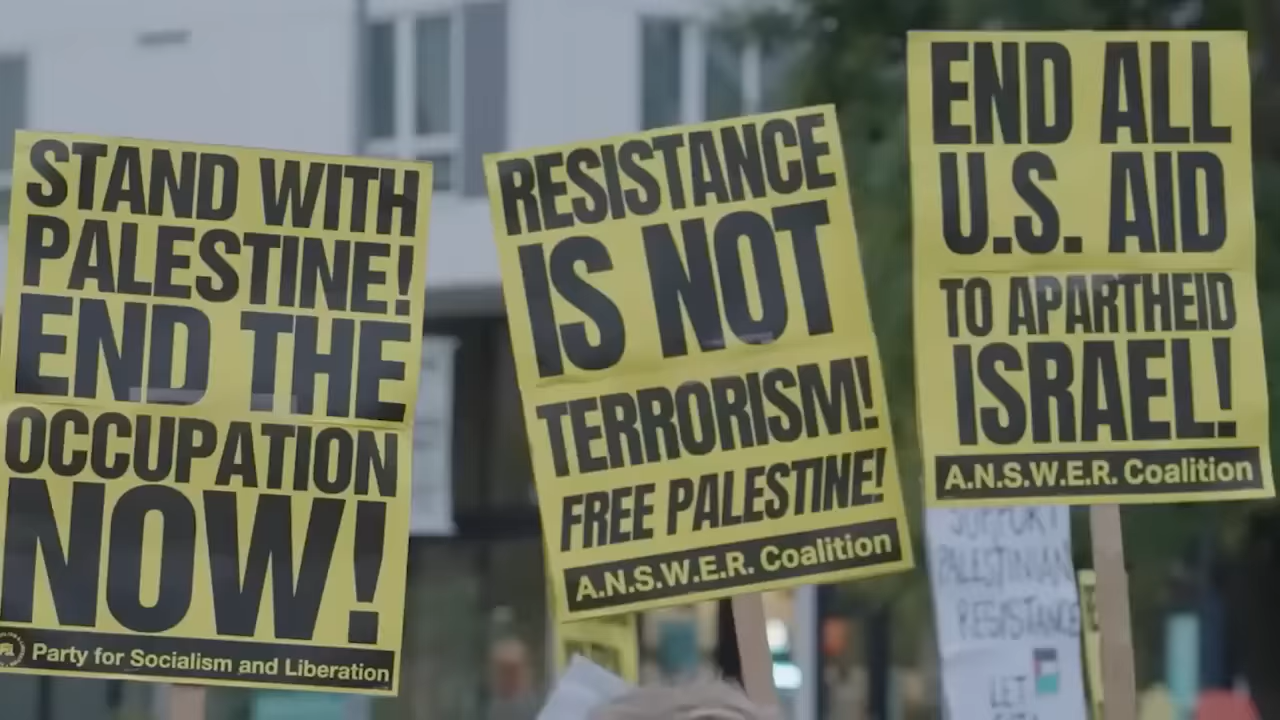 STAND WITH
PALESTINE!
END THE
OCCUPATION
NOW!
Party for Socialism and Liberation
RESISTANCE
IS NOT
TERRORISM!
FREE PALESTINE!
A.N.S.W.E.R. Coalition
END ALL
U.S. AID
TO APARTHEID
ISRAEL!
A.N.S.W.E.R. Coalition
SUPPORT
PALESTINIAN
RESISTANCE
LET